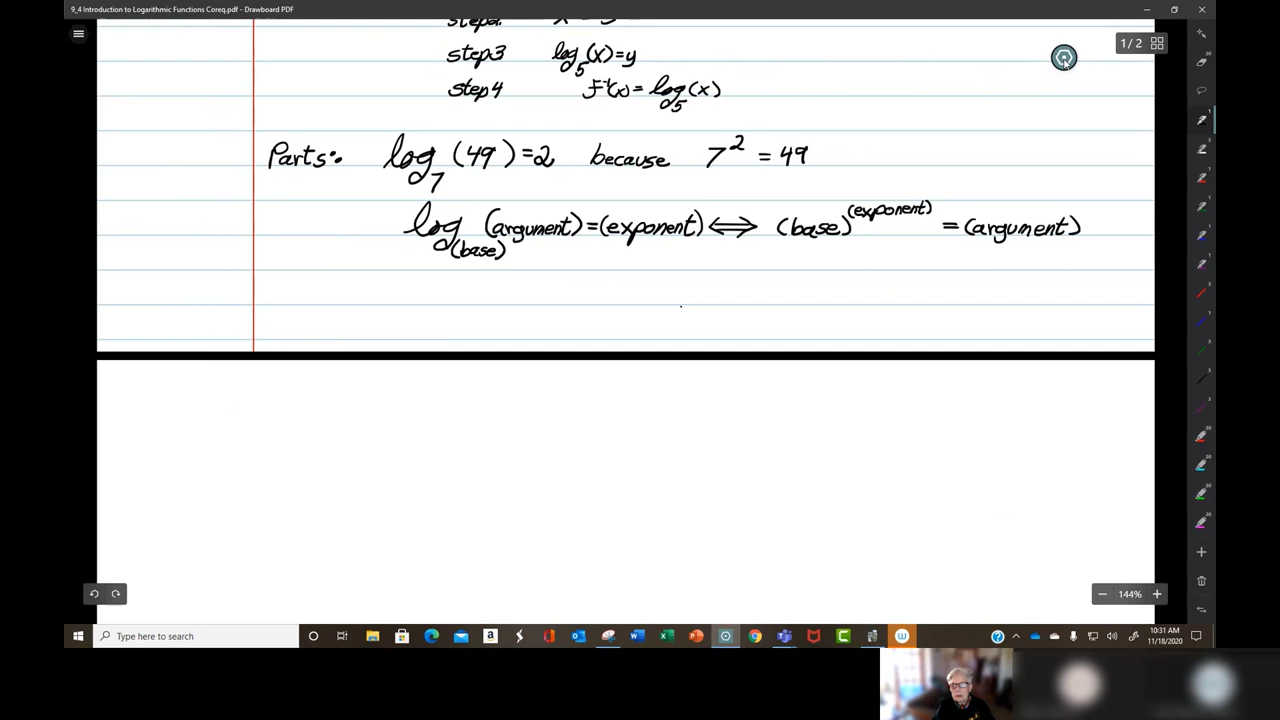 9_4 Introduction to Logarithmic Functions Coreq.pdf - Drawboard PDF
1 / 2
step3 log₅(x)=y
step4 f⁻¹(x)= log₅(x)
Parts: log₇(49)=2 because 7² = 49
log(base) (argument)=(exponent) ⟺ (base)^(exponent) = (argument)
144%
Type here to search
10:31 AM
11/18/2020